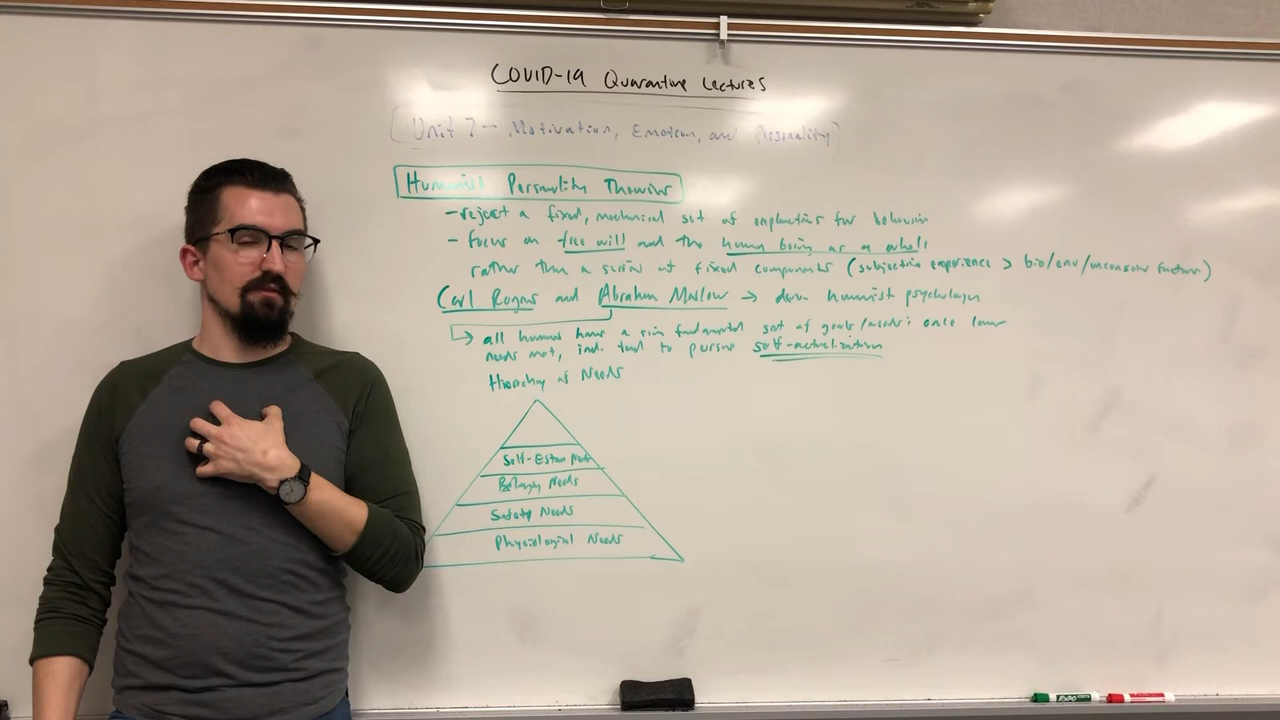 COVID-19 Quarantine Lectures
Unit 7 - Motivation, Emotion, and Personality
Humanist Personality Theories
- reject a fixed, mechanical set of explanations for behavior
- focus on free will and the human being as a whole
rather than a series of fixed components (subjective experience > bio/env/unconscious factors)
Carl Rogers and Abraham Maslow → humanist psychology
↳ all humans have a fundamental set of goals/needs; once lower
needs met, ind. tend to pursue self-actualization
Hierarchy of Needs
Self-Esteem Needs
Belonging Needs
Safety Needs
Physiological Needs
EXPO